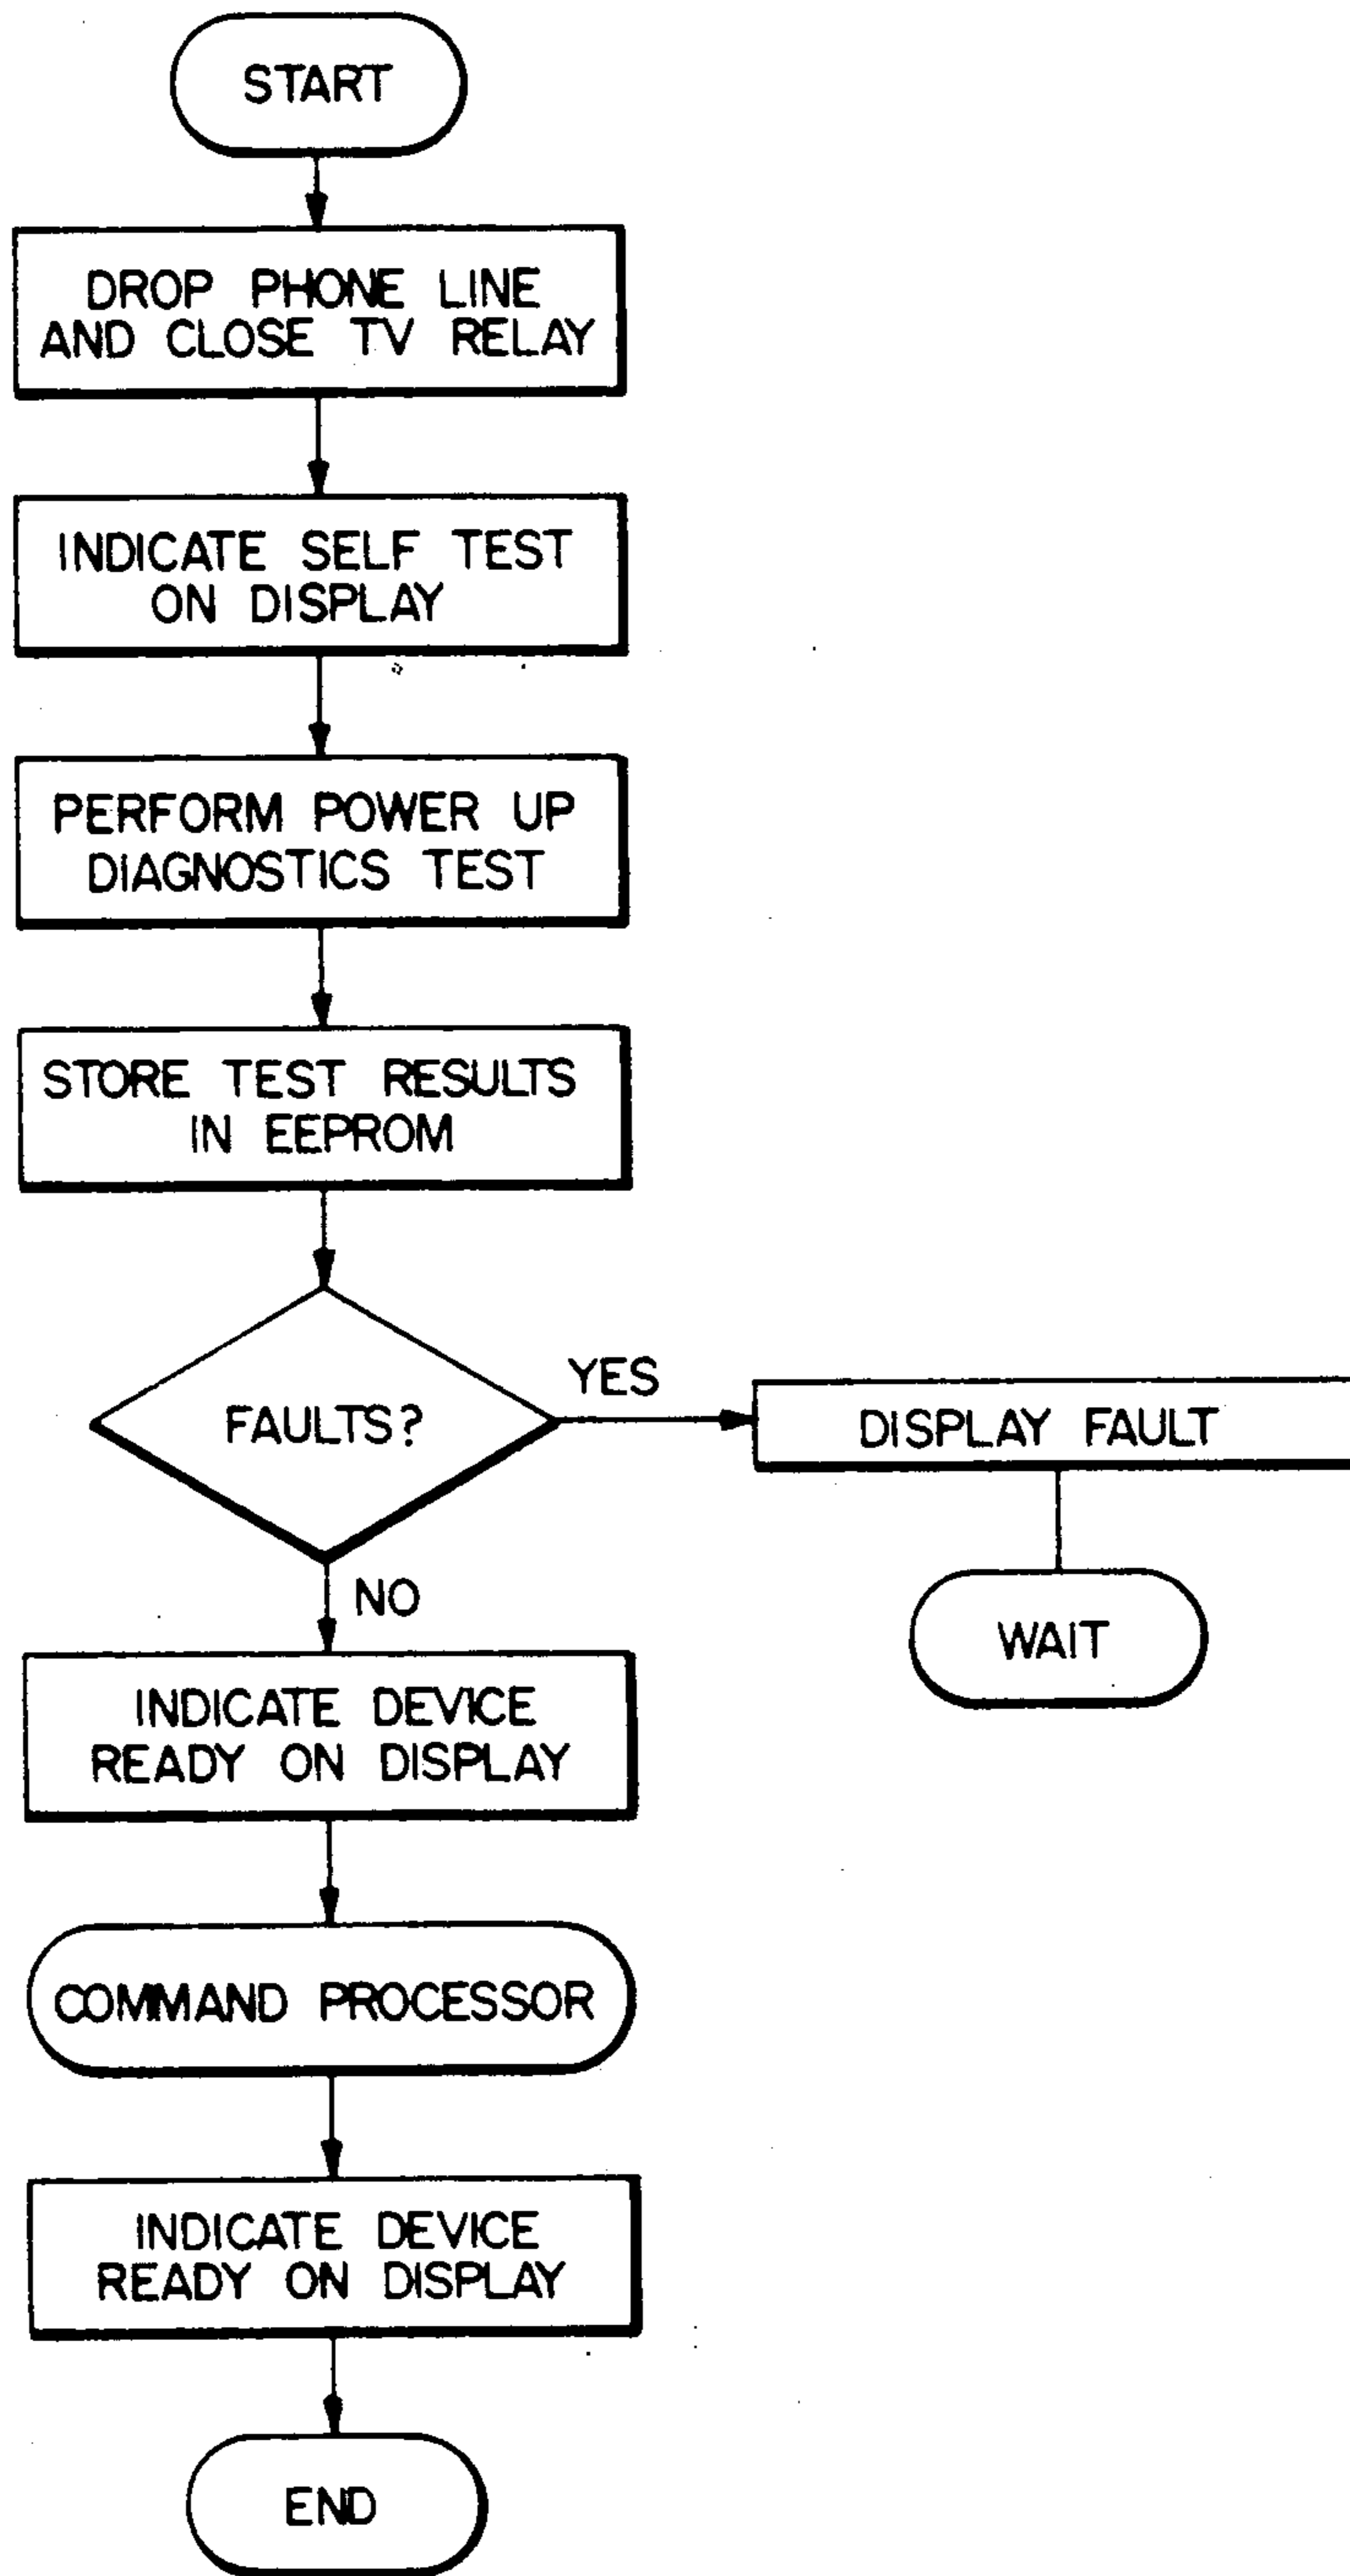 START
DROP PHONE LINE
AND CLOSE TV RELAY
INDICATE SELF TEST
ON DISPLAY
PERFORM POWER UP
DIAGNOSTICS TEST
STORE TEST RESULTS
IN EEPROM
FAULTS?
YES
DISPLAY FAULT
WAIT
NO
INDICATE DEVICE
READY ON DISPLAY
COMMAND PROCESSOR
INDICATE DEVICE
READY ON DISPLAY
END